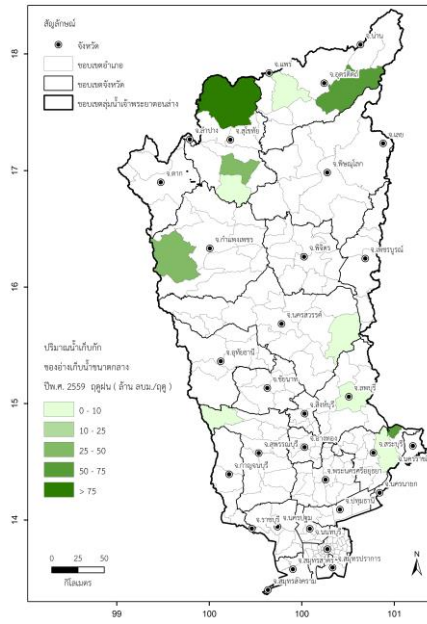 สัญลักษณ์
จังหวัด
ขอบเขตอำเภอ
ขอบเขตจังหวัด
ขอบเขตลุ่มน้ำเจ้าพระยาตอนล่าง
จ.น่าน
จ.แพร่
จ.อุตรดิตถ์
จ.ลำปาง
จ.สุโขทัย
จ.เลย
จ.ตาก
จ.พิษณุโลก
จ.กำแพงเพชร
จ.พิจิตร
จ.เพชรบูรณ์
จ.นครสวรรค์
จ.อุทัยธานี
จ.ชัยนาท
จ.ลพบุรี
จ.สิงห์บุรี
จ.อ่างทอง
จ.สุพรรณบุรี
จ.สระบุรี
จ.กาญจนบุรี
จ.พระนครศรีอยุธยา
จ.นครนายก
จ.ปทุมธานี
จ.ราชบุรี
จ.นครปฐม
จ.นนทบุรี
จ.สมุทรสาคร
จ.สมุทรปราการ
จ.สมุทรสงคราม
ปริมาณน้ำเก็บกัก
ของอ่างเก็บน้ำขนาดกลาง
ปีพ.ศ. 2559 ฤดูฝน ( ล้าน ลบม./ฤดู )
0 - 10
10 - 25
25 - 50
50 - 75
> 75
0 25 50
กิโลเมตร
N
18
17
16
15
14
99 100 100 101